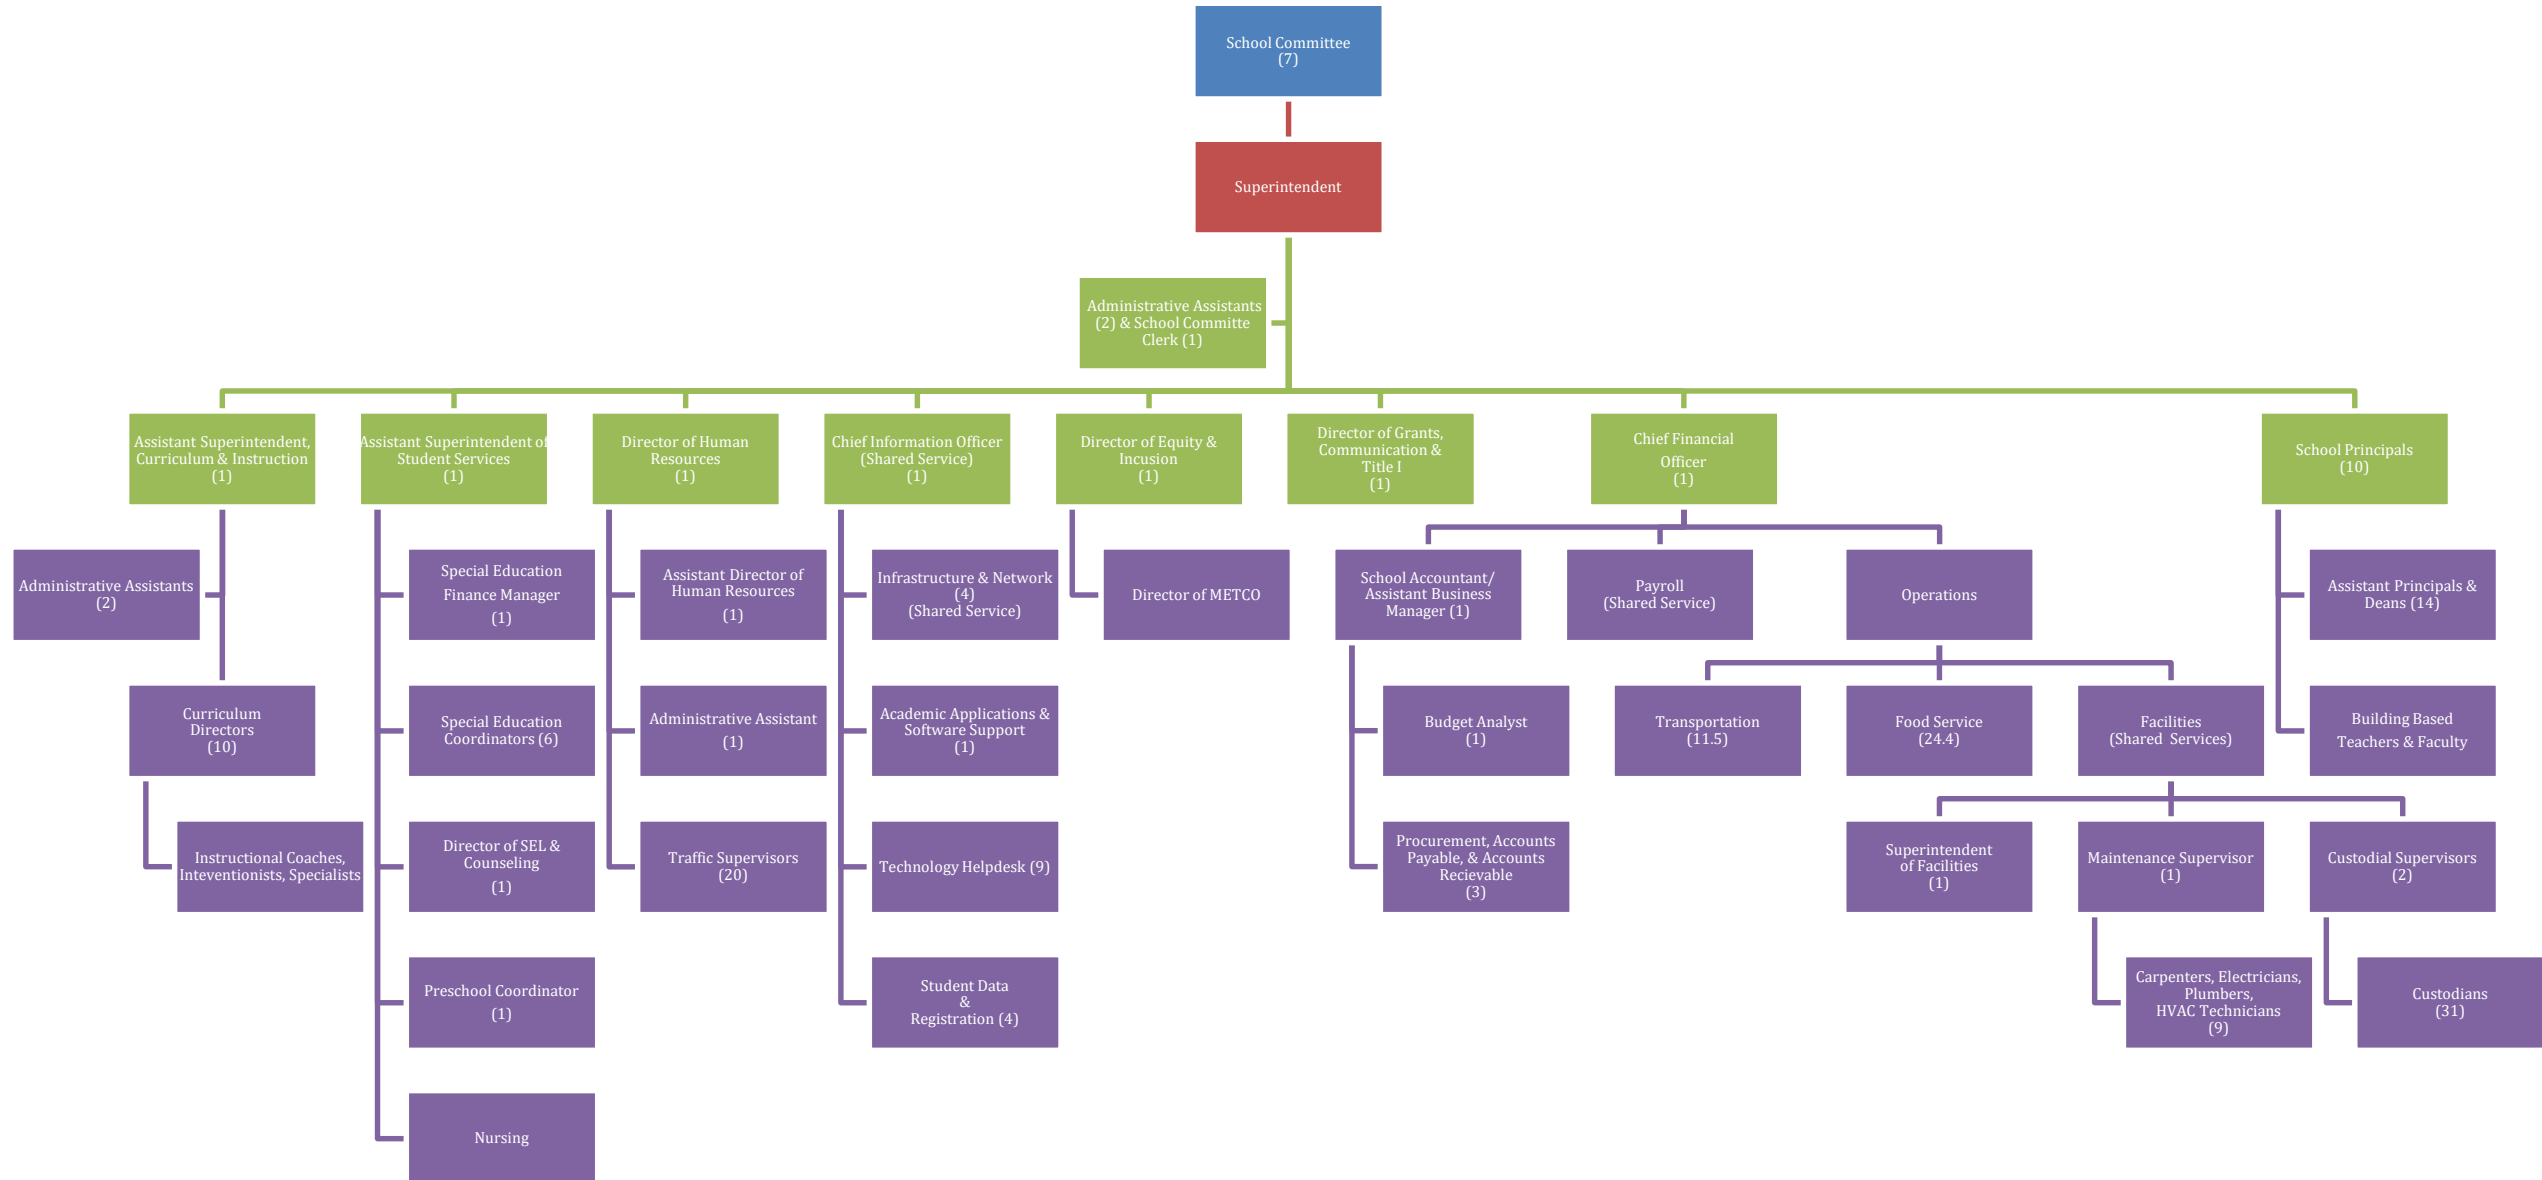 School Committee
(7)
Superintendent
Administrative Assistants
(2) & School Committe
Clerk (1)
Assistant Superintendent,
Curriculum & Instruction
(1)
Assistant Superintendent of
Student Services
(1)
Director of Human
Resources
(1)
Chief Information Officer
(Shared Service)
(1)
Director of Equity &
Incusion
(1)
Director of Grants,
Communication &
Title I
(1)
Chief Financial
Officer
(1)
School Principals
(10)
Administrative Assistants
(2)
Special Education
Finance Manager
(1)
Assistant Director of
Human Resources
(1)
Infrastructure & Network
(4)
(Shared Service)
Director of METCO
School Accountant/
Assistant Business
Manager (1)
Payroll
(Shared Service)
Operations
Assistant Principals &
Deans (14)
Curriculum
Directors
(10)
Special Education
Coordinators (6)
Administrative Assistant
(1)
Academic Applications &
Software Support
(1)
Budget Analyst
(1)
Transportation
(11.5)
Food Service
(24.4)
Facilities
(Shared  Services)
Building Based
Teachers & Faculty
Instructional Coaches,
Inteventionists, Specialists
Director of SEL &
Counseling
(1)
Traffic Supervisors
(20)
Technology Helpdesk (9)
Procurement, Accounts
Payable, & Accounts
Recievable
(3)
Superintendent
of Facilities
(1)
Maintenance Supervisor
(1)
Custodial Supervisors
(2)
Preschool Coordinator
(1)
Student Data
&
Registration (4)
Carpenters, Electricians,
Plumbers,
HVAC Technicians
(9)
Custodians
(31)
Nursing